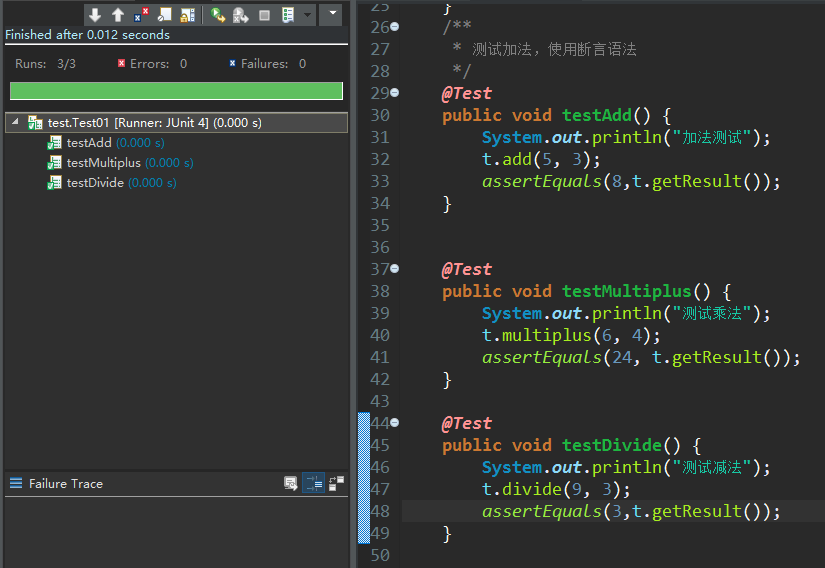 Finished after 0.012 seconds
Runs: 3/3 Errors: 0 Failures: 0
test.Test01 [Runner: JUnit 4] (0.000 s)
testAdd (0.000 s)
testMultiplus (0.000 s)
testDivide (0.000 s)
Failure Trace
25 }
26 /**
27 * 测试加法，使用断言语法
28 */
29 @Test
30 public void testAdd() {
31 System.out.println("加法测试");
32 t.add(5, 3);
33 assertEquals(8,t.getResult());
34 }
35
36
37 @Test
38 public void testMultiplus() {
39 System.out.println("测试乘法");
40 t.multiplus(6, 4);
41 assertEquals(24, t.getResult());
42 }
43
44 @Test
45 public void testDivide() {
46 System.out.println("测试减法");
47 t.divide(9, 3);
48 assertEquals(3,t.getResult());
49 }
50